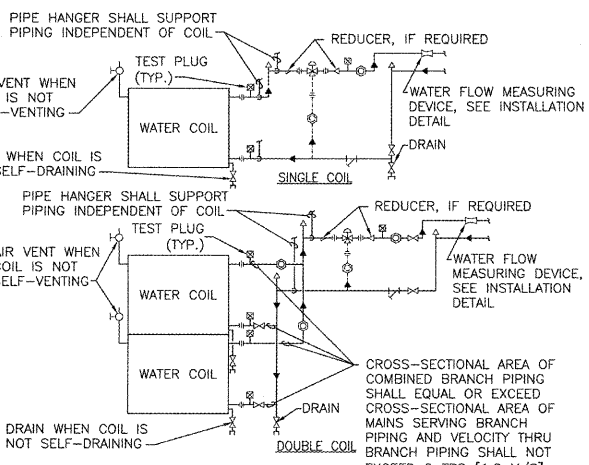 PIPE HANGER SHALL SUPPORT
PIPING INDEPENDENT OF COIL
TEST PLUG
(TYP.)
REDUCER, IF REQUIRED
VENT WHEN
IS NOT
-VENTING
WATER COIL
WATER FLOW MEASURING
DEVICE, SEE INSTALLATION
DETAIL
DRAIN
WHEN COIL IS
SELF-DRAINING
SINGLE COIL
PIPE HANGER SHALL SUPPORT
PIPING INDEPENDENT OF COIL
TEST PLUG
(TYP.)
REDUCER, IF REQUIRED
AIR VENT WHEN
COIL IS NOT
SELF-VENTING
WATER COIL
WATER FLOW
MEASURING DEVICE,
SEE INSTALLATION
DETAIL
WATER COIL
CROSS-SECTIONAL AREA OF
COMBINED BRANCH PIPING
SHALL EQUAL OR EXCEED
CROSS-SECTIONAL AREA OF
MAINS SERVING BRANCH
PIPING AND VELOCITY THRU
BRANCH PIPING SHALL NOT
DRAIN
DRAIN WHEN COIL IS
NOT SELF-DRAINING
DOUBLE COIL